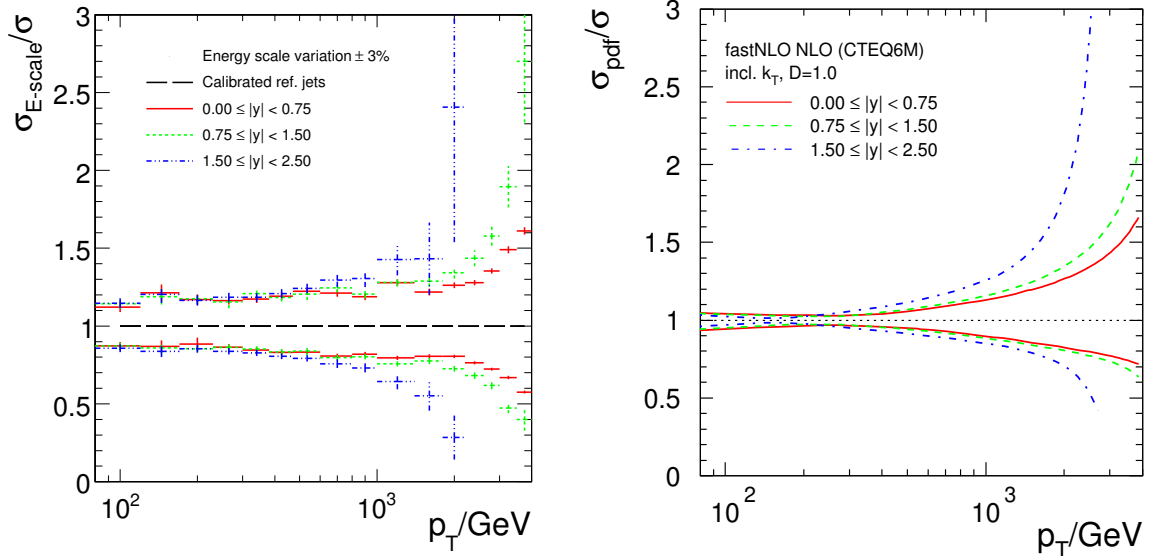 σE-scale/σ
3
2.5
2
1.5
1
0.5
0
Energy scale variation ± 3%
Calibrated ref. jets
0.00 ≤ |y| < 0.75
0.75 ≤ |y| < 1.50
1.50 ≤ |y| < 2.50
10² 10³
pT/GeV
σpdf/σ
3
2.5
2
1.5
1
0.5
0
fastNLO NLO (CTEQ6M)
incl. kT, D=1.0
0.00 ≤ |y| < 0.75
0.75 ≤ |y| < 1.50
1.50 ≤ |y| < 2.50
10² 10³
pT/GeV